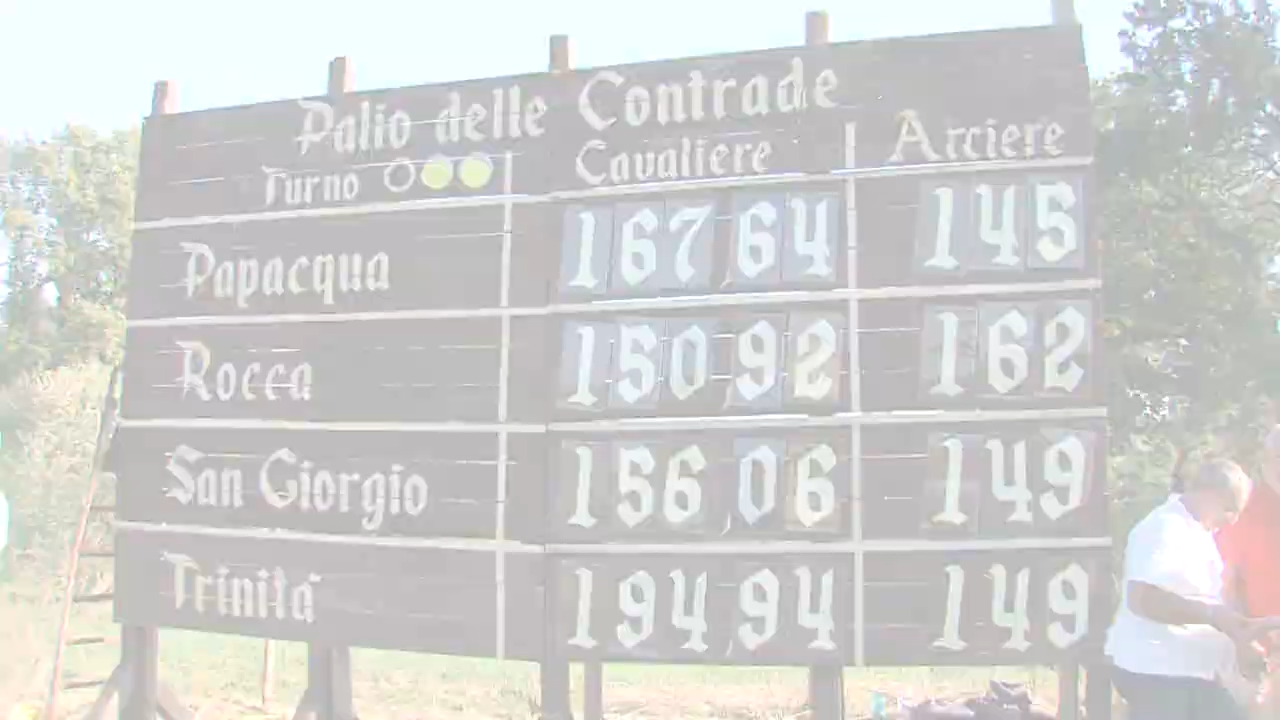 Palio delle Contrade
Turno Cavaliere Arciere
Papacqua 167,64 145
Rocca 150,92 162
San Giorgio 156,06 149
Trinità 194,94 149